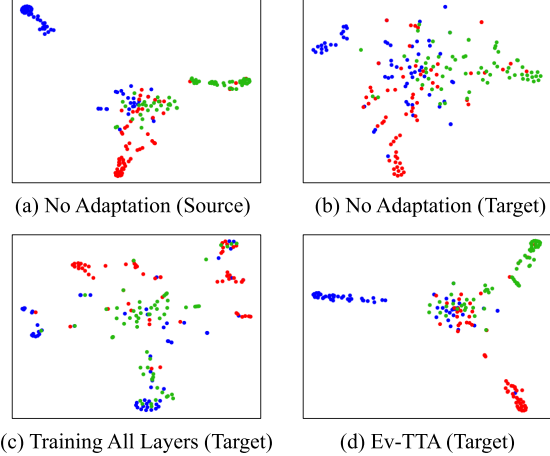 (a) No Adaptation (Source)
(b) No Adaptation (Target)
(c) Training All Layers (Target)
(d) Ev-TTA (Target)